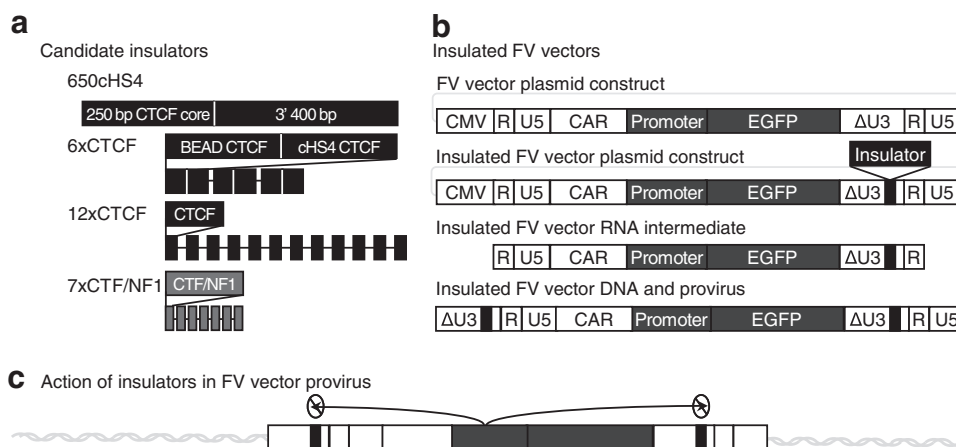 a
Candidate insulators
650cHS4
250 bp CTCF core 3' 400 bp
6xCTCF
BEAD CTCF cHS4 CTCF
12xCTCF
CTCF
7xCTF/NF1
CTF/NF1
b
Insulated FV vectors
FV vector plasmid construct
CMV R U5 CAR Promoter EGFP ΔU3 R U5
Insulated FV vector plasmid construct
Insulator
CMV R U5 CAR Promoter EGFP ΔU3 R U5
Insulated FV vector RNA intermediate
R U5 CAR Promoter EGFP ΔU3 R
Insulated FV vector DNA and provirus
ΔU3 R U5 CAR Promoter EGFP ΔU3 R U5
c
Action of insulators in FV vector provirus